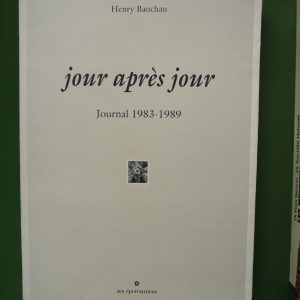 Henry Bauchau
jour après jour
Journal 1983-1989
les éperonniers